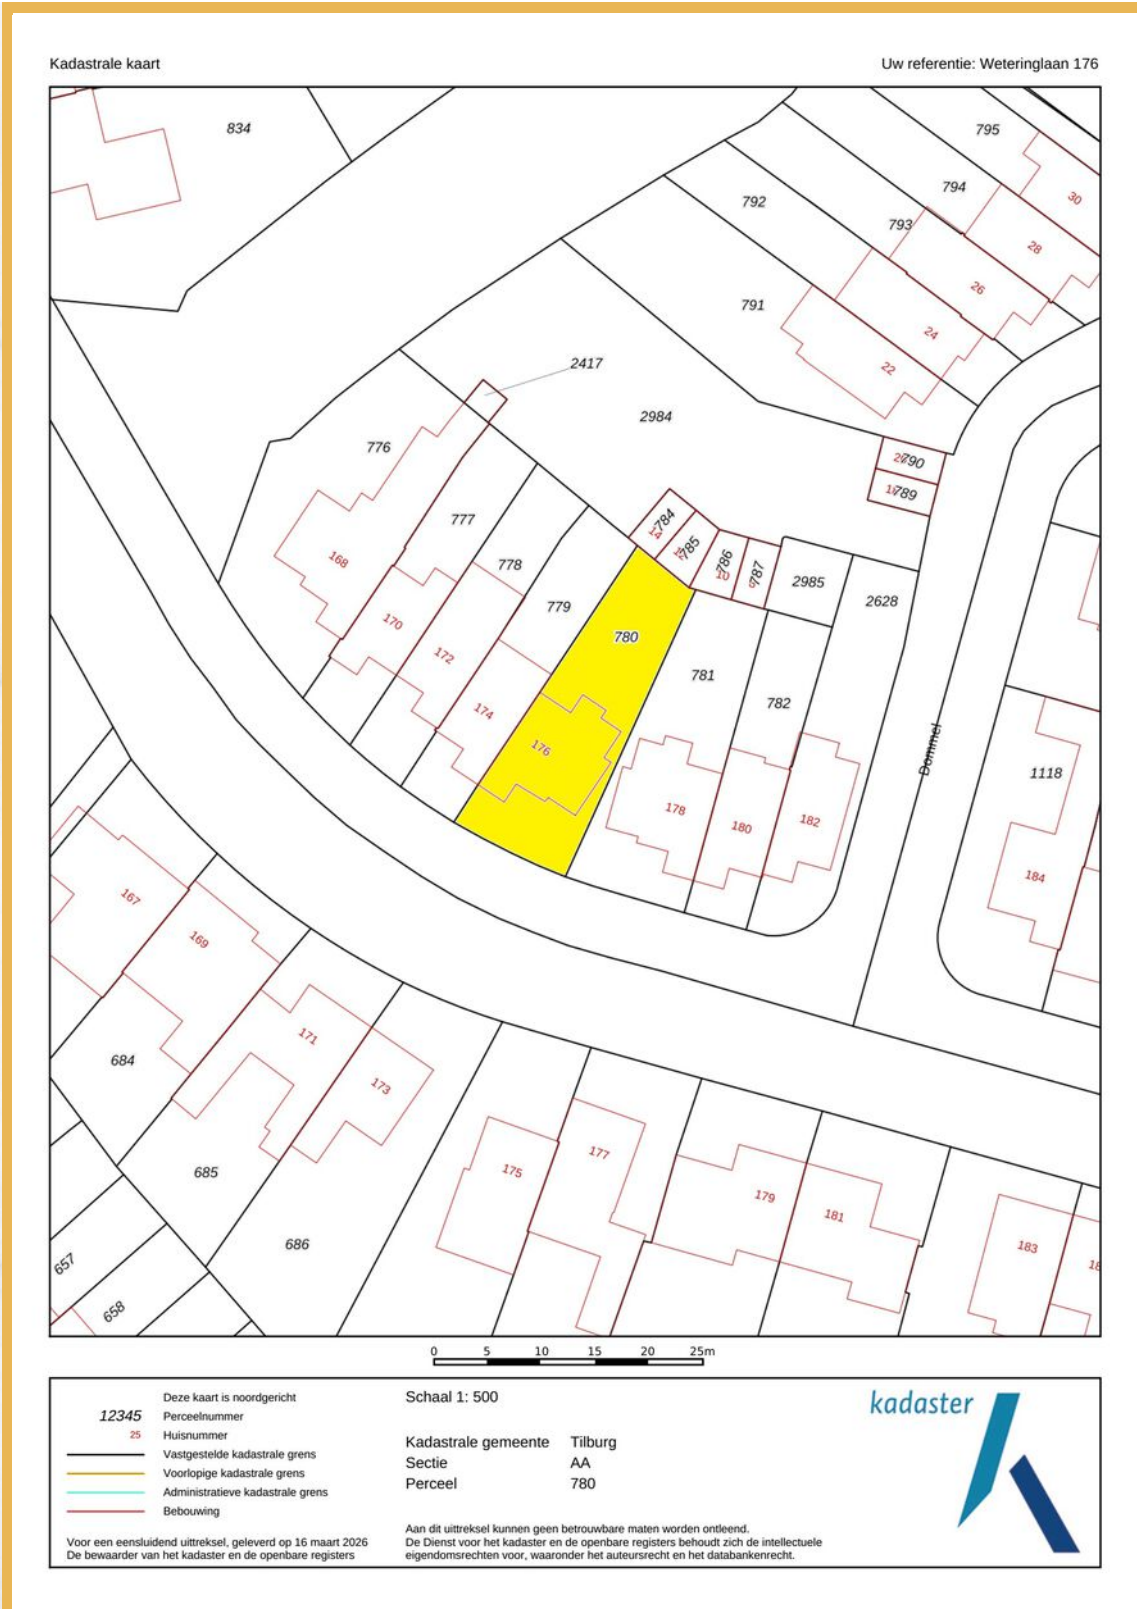 Kadastrale kaart
Uw referentie: Weteringlaan 176
834
795
30
794
792
793
28
26
791
24
22
2417
2984
776
790
789
784
14
785
786
10
787
2985
2628
777
778
779
168
170
172
174
780
176
781
782
178
180
182
Dommel
1118
184
167
169
171
173
684
685
686
175
177
179
181
183
657
658
0 5 10 15 20 25m
Deze kaart is noordgericht
12345 Perceelnummer
25 Huisnummer
Vastgestelde kadastrale grens
Voorlopige kadastrale grens
Administratieve kadastrale grens
Bebouwing
Voor een eensluidend uittreksel, geleverd op 16 maart 2026
De bewaarder van het kadaster en de openbare registers
Schaal 1: 500
Kadastrale gemeente Tilburg
Sectie AA
Perceel 780
Aan dit uittreksel kunnen geen betrouwbare maten worden ontleend.
De Dienst voor het kadaster en de openbare registers behoudt zich de intellectuele
eigendomsrechten voor, waaronder het auteursrecht en het databankenrecht.
kadaster